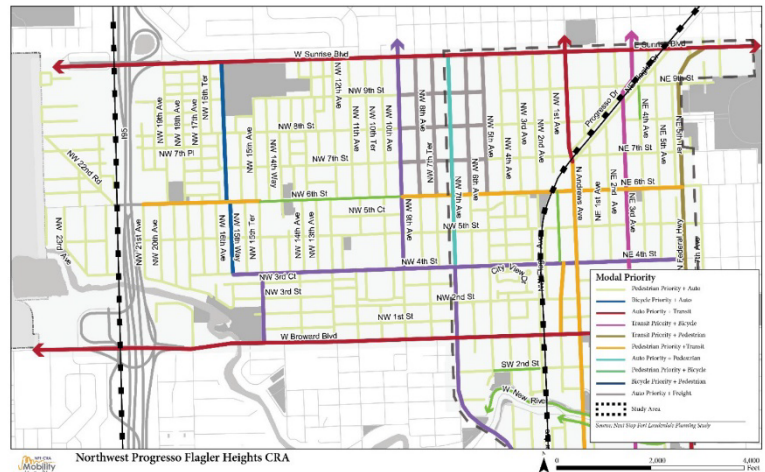 W Sunrise Blvd
E Sunrise Blvd
I95
NW 19th Ave
NW 18th Ave
NW 17th Ave
NW 16th Ter
NW 12th Ave
NW 9th St
NE 9th St
NW 8th St
NW 15th Ave
NW 14th Way
NW 11th Ave
NW 10th Ter
NW 10th Ave
NW 8th Ave
NW 7th Ter
NW 5th Ave
NW 4th Ave
NW 3rd Ave
NW 2nd Ave
NW 1st Ave
Progresso Dr
NE 4th Ave
NE 5th Ave
NE 5th Ter
NW 7th Pl
NW 7th St
NE 7th St
NW 22nd Rd
NW 6th St
NE 6th St
NW 5th Ct
NW 7th Ave
NW 6th Ave
NW 5th St
N Andrews Ave
NE 1st Ave
NE 2nd Ave
NE 3rd Ave
N Federal Hwy
NW 23rd Ave
NW 21st Ave
NW 20th Ave
NW 16th Ave
NW 15th Way
NW 15th Ter
NW 14th Ave
NW 13th Ave
NW 9th Ave
NW 3rd Ct
NW 4th St
NE 4th St
City View Dr
NW 3rd St
NW 2nd St
NW 1st St
W Broward Blvd
SW 2nd St
W New River
Modal Priority
Pedestrian Priority + Auto
Bicycle Priority + Auto
Auto Priority + Transit
Transit Priority + Bicycle
Transit Priority + Pedestrian
Pedestrian Priority +Transit
Auto Priority + Pedestrian
Pedestrian Priority + Bicycle
Bicycle Priority + Pedestrian
Auto Priority + Freight
Study Area
Source: Next Step Fort Lauderdale Planning Study
Mobility
Northwest Progresso Flagler Heights CRA
N
0 2,000 4,000
Feet